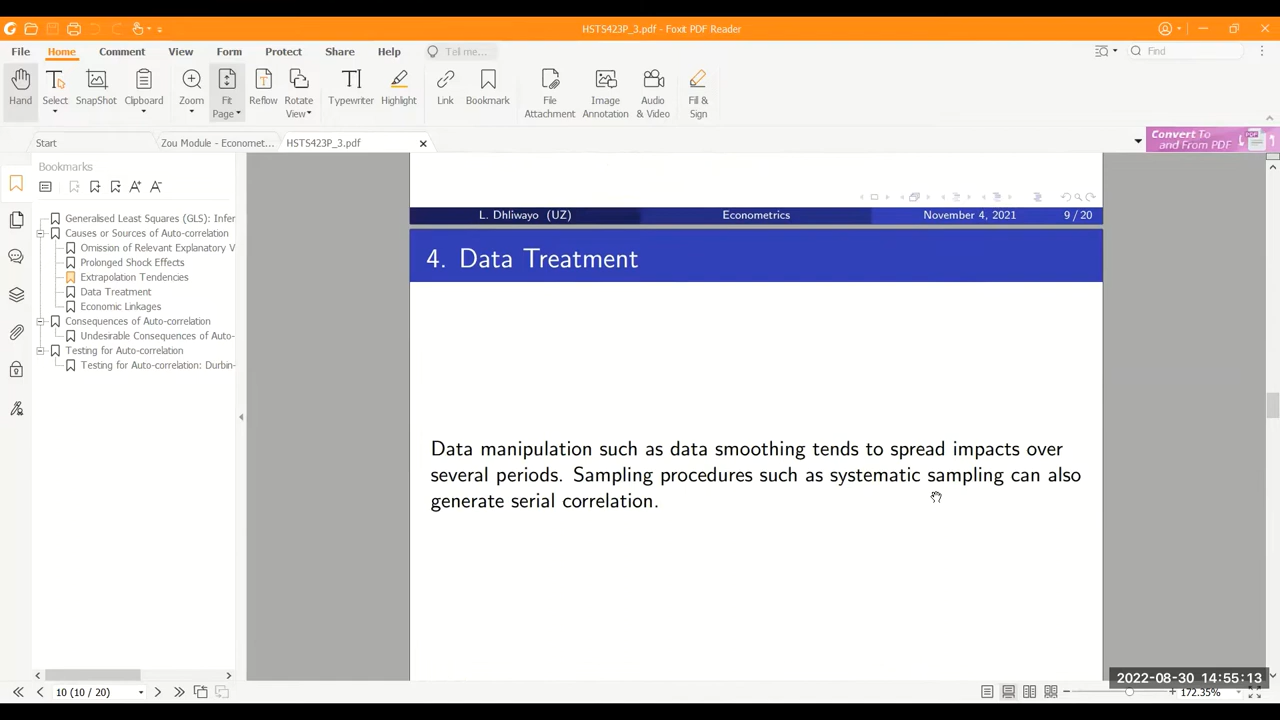 HSTS423P_3.pdf - Foxit PDF Reader
File Home Comment View Form Protect Share Help Tell me... Find
Hand Select SnapShot Clipboard Zoom Fit Page Reflow Rotate View Typewriter Highlight Link Bookmark File Attachment Image Annotation Audio & Video Fill & Sign
Start Zou Module - Economet... HSTS423P_3.pdf
Convert To
and From PDF
Bookmarks
Generalised Least Squares (GLS): Infer
Causes or Sources of Auto-correlation
Omission of Relevant Explanatory V
Prolonged Shock Effects
Extrapolation Tendencies
Data Treatment
Economic Linkages
Consequences of Auto-correlation
Undesirable Consequences of Auto-
Testing for Auto-correlation
Testing for Auto-correlation: Durbin-
L. Dhliwayo (UZ) Econometrics November 4, 2021 9 / 20
4. Data Treatment
Data manipulation such as data smoothing tends to spread impacts over
several periods. Sampling procedures such as systematic sampling can also
generate serial correlation.
10 (10 / 20)
2022-08-30 14:55:13
172.35%